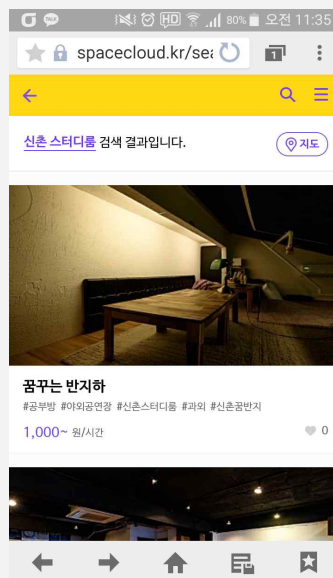 HD 80% 오전 11:35
spacecloud.kr/sea
1
신촌 스터디룸 검색 결과입니다.
지도
꿈꾸는 반지하
#공부방 #야외공연장 #신촌스터디룸 #과외 #신촌꿈반지
1,000~ 원/시간
0